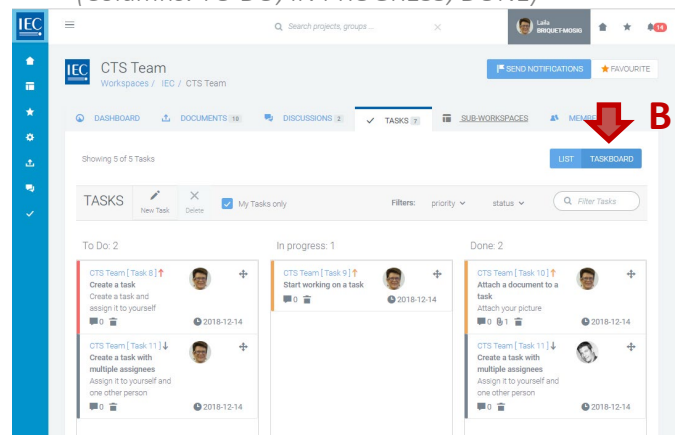 (Columns: TO DO, IN PROGRESS, DONE)
IEC
Search projects, groups ...
Laila
BRIQUET-MOSIG
14
IEC
CTS Team
Workspaces / IEC / CTS Team
SEND NOTIFICATIONS
FAVOURITE
DASHBOARD
DOCUMENTS 18
DISCUSSIONS 2
TASKS 7
SUB-WORKSPACES
MEMBE
B
Showing 5 of 5 Tasks
LIST
TASKBOARD
TASKS
New Task
Delete
My Tasks only
Filters:
priority
status
Filter Tasks
To Do: 2
In progress: 1
Done: 2
CTS Team [ Task 8 ]
Create a task
Create a task and
assign it to yourself
0
2018-12-14
CTS Team [ Task 11 ]
Create a task with
multiple assignees
Assign it to yourself and
one other person
0
2018-12-14
CTS Team [ Task 9 ]
Start working on a task
0
2018-12-14
CTS Team [ Task 10 ]
Attach a document to a
task
Attach your picture
0 1
2018-12-14
CTS Team [ Task 11 ]
Create a task with
multiple assignees
Assign it to yourself and
one other person
0
2018-12-14